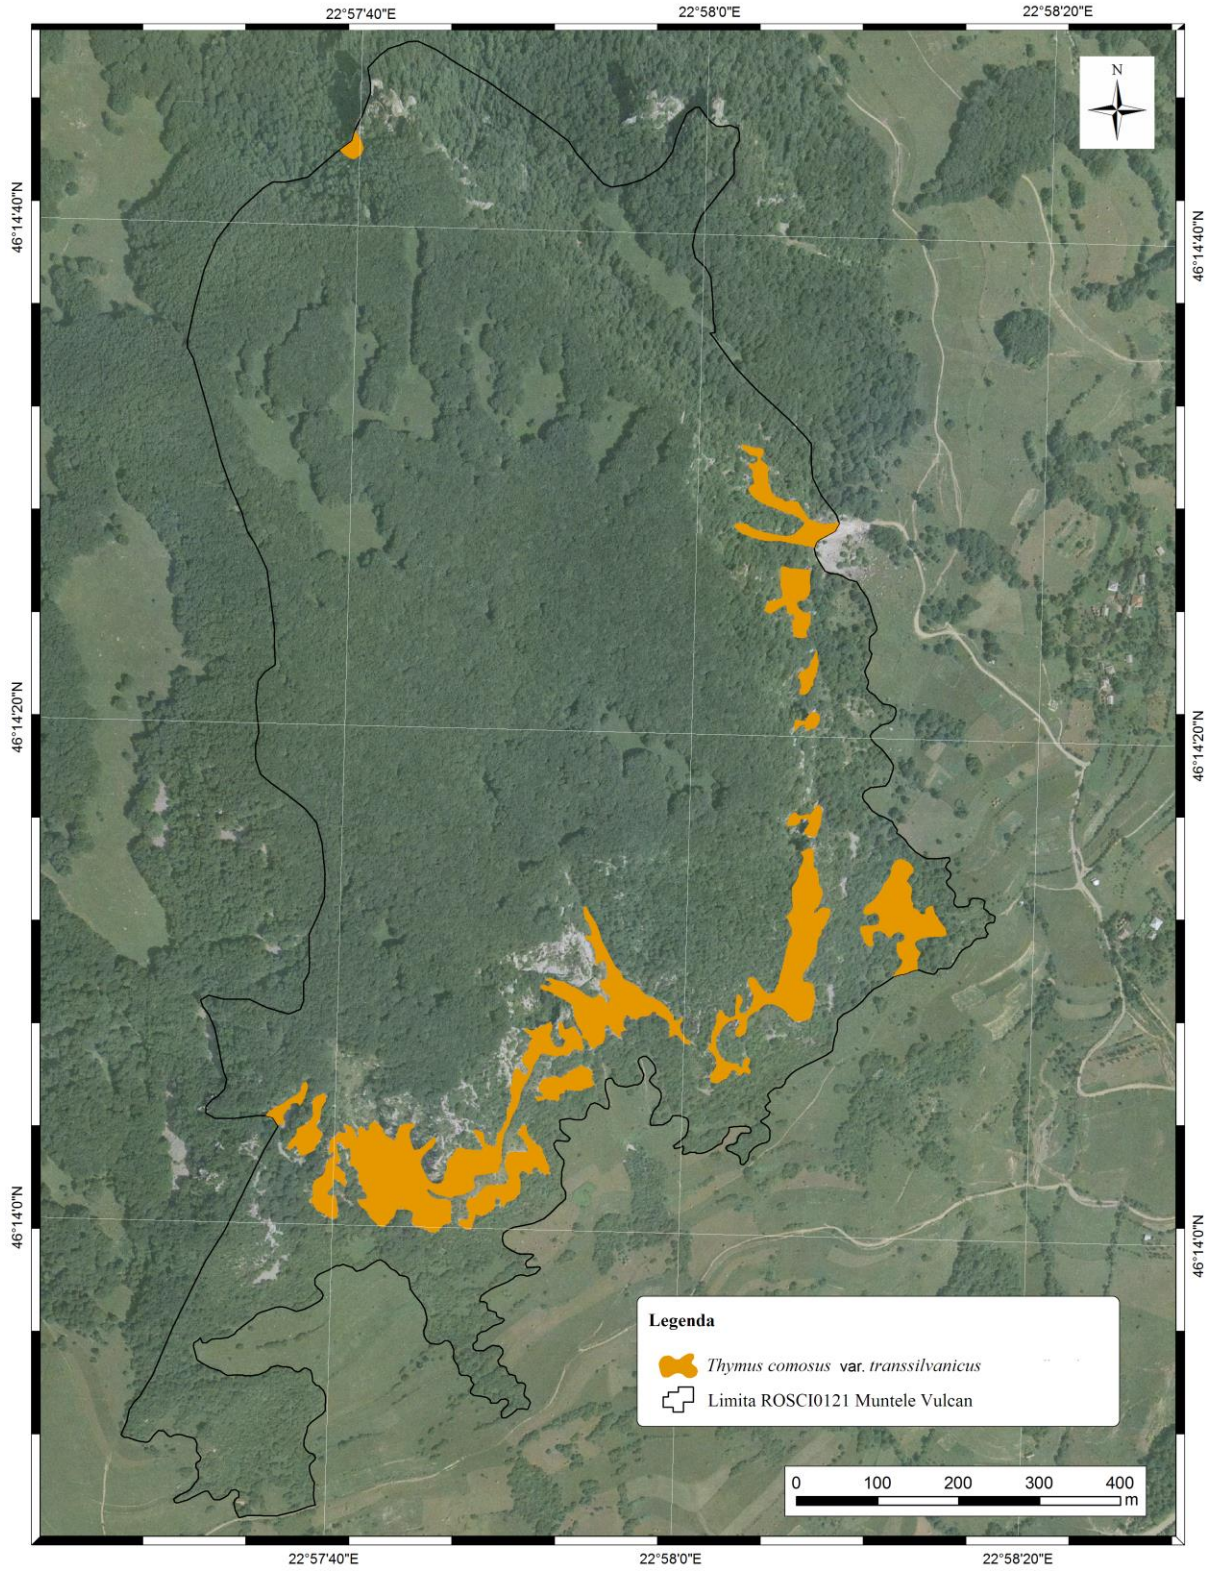 22°57'40"E 22°58'0"E 22°58'20"E
N
46°14'40"N 46°14'40"N
46°14'20"N 46°14'20"N
46°14'0"N 46°14'0"N
Legenda
Thymus comosus var. transsilvanicus
Limita ROSCI0121 Muntele Vulcan
0 100 200 300 400
m
22°57'40"E 22°58'0"E 22°58'20"E